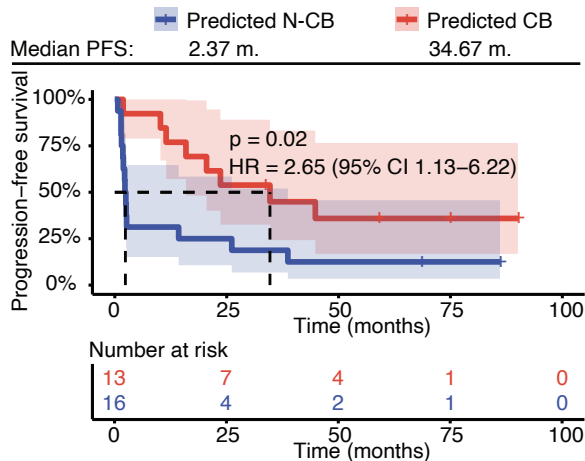 Predicted N-CB Predicted CB
Median PFS: 2.37 m. 34.67 m.
Progression-free survival
100%
75%
50%
25%
0%
p = 0.02
HR = 2.65 (95% CI 1.13–6.22)
0 25 50 75 100
Time (months)
Number at risk
13 7 4 1 0
16 4 2 1 0
0 25 50 75 100
Time (months)